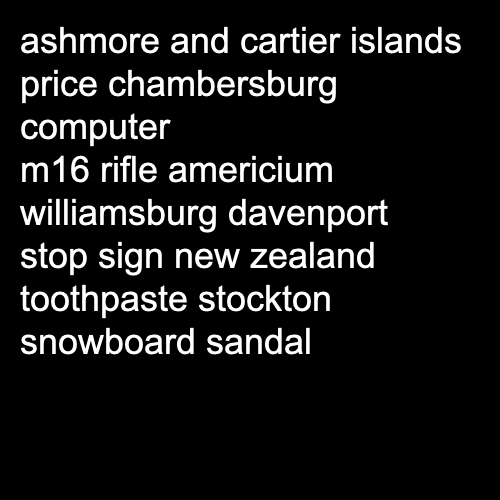 ashmore and cartier islands
price chambersburg
computer
m16 rifle americium
williamsburg davenport
stop sign new zealand
toothpaste stockton
snowboard sandal